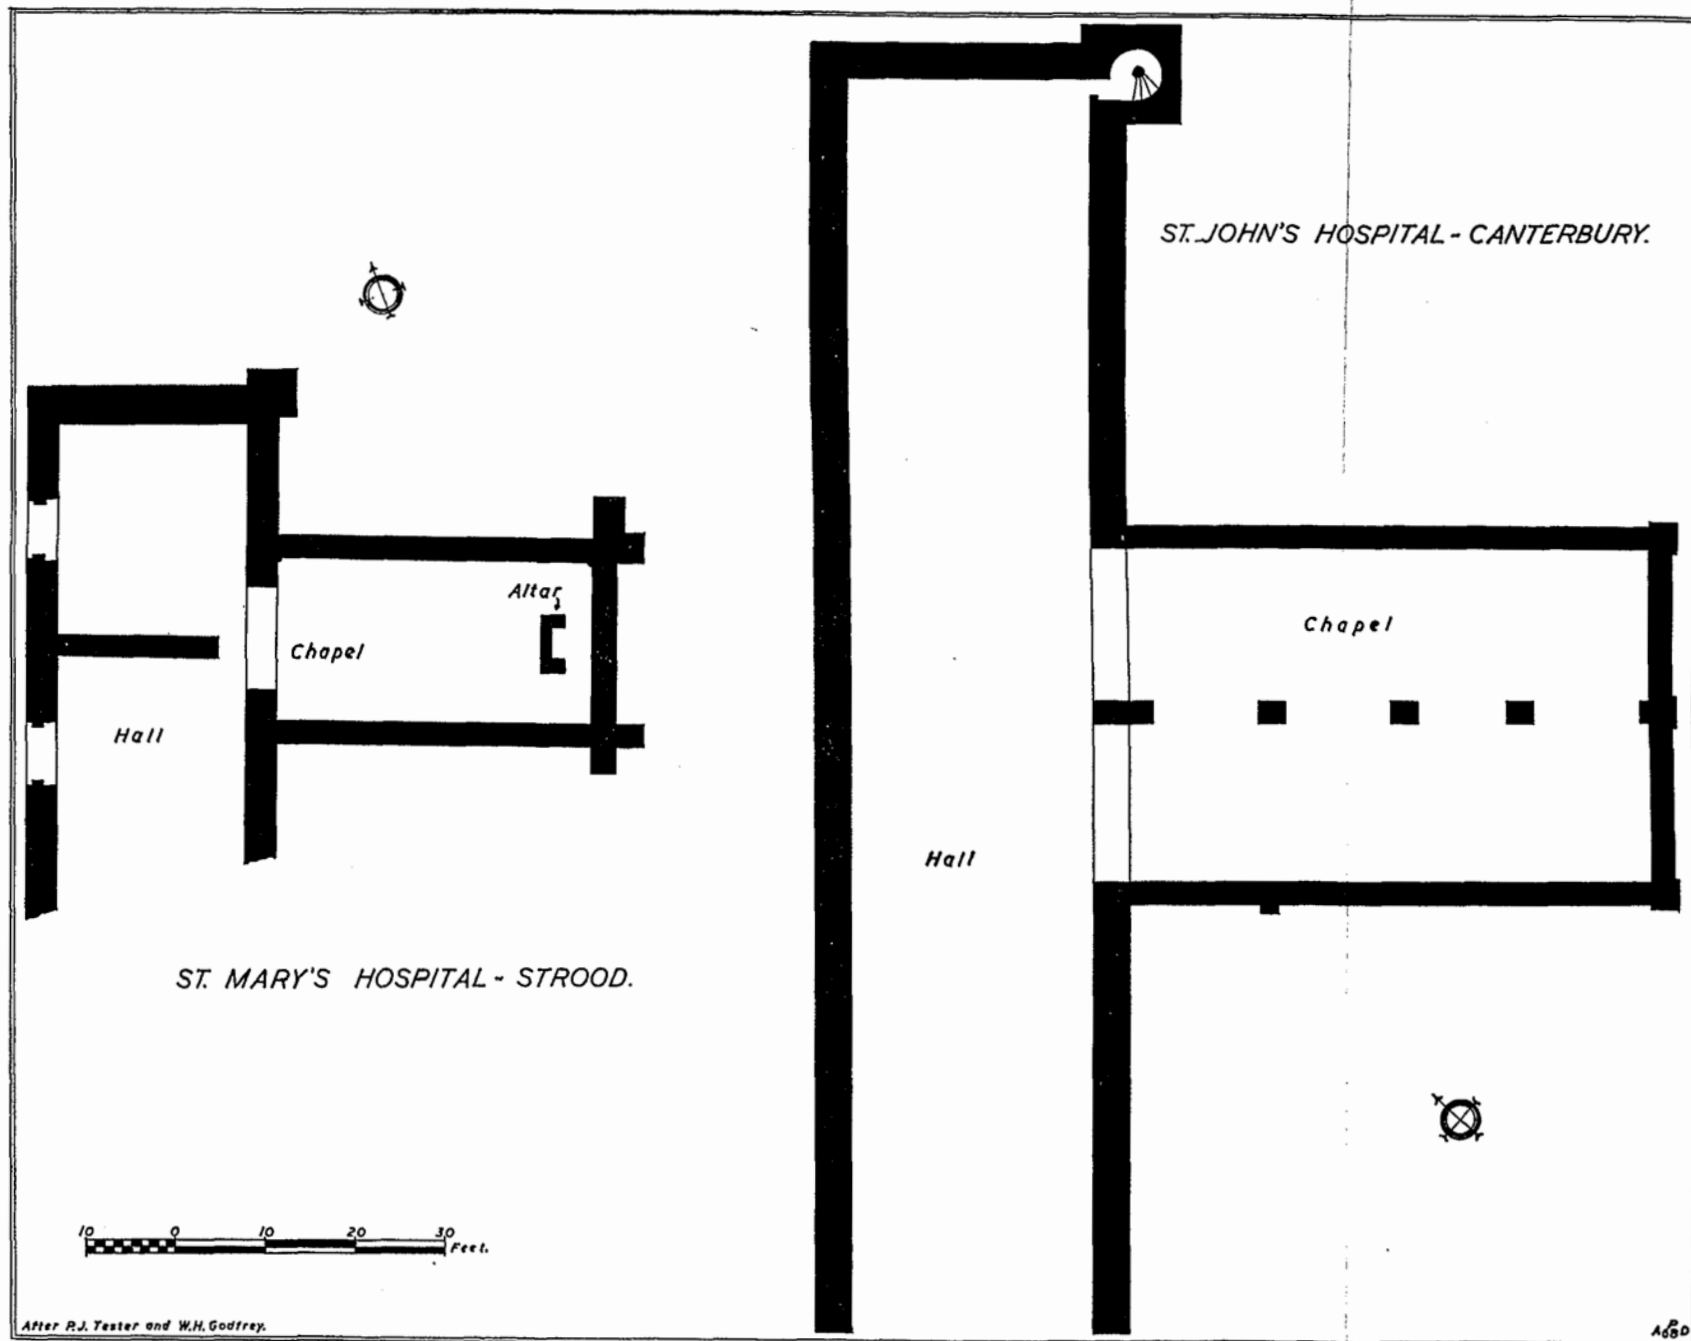 ST. JOHN'S HOSPITAL - CANTERBURY.
Altar
Chapel
Chapel
Hall
Hall
ST. MARY'S HOSPITAL - STROOD.
10 0 10 20 30
Feet.
After P.J. Tester and W.H. Godfrey.